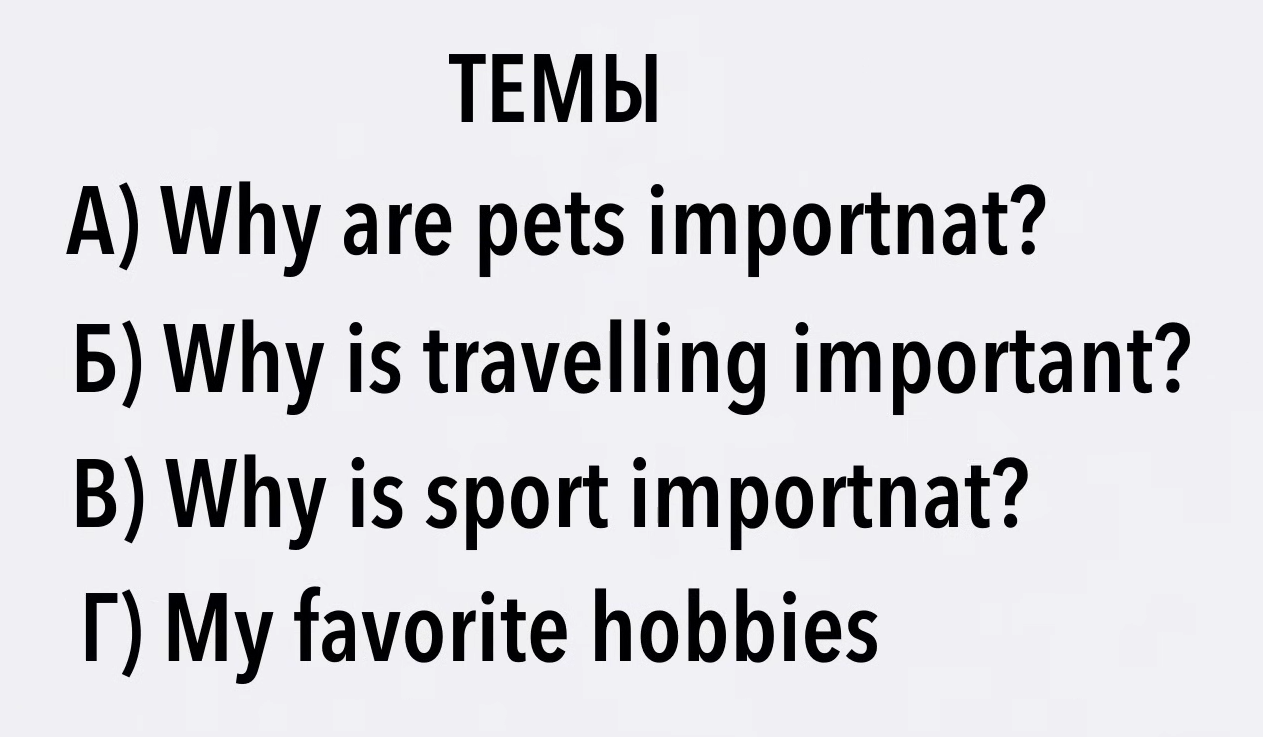 ТЕМЫ
А) Why are pets importnat?
Б) Why is travelling important?
В) Why is sport importnat?
Г) My favorite hobbies